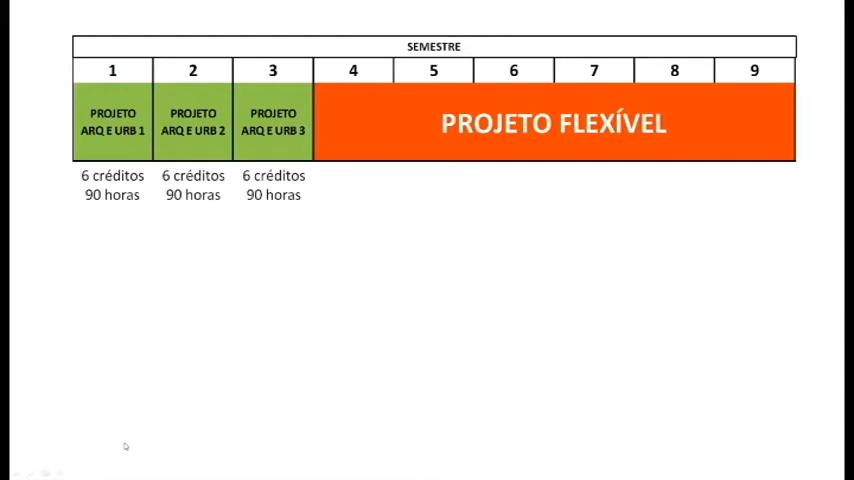 SEMESTRE
1 2 3 4 5 6 7 8 9
PROJETO ARQ E URB 1
PROJETO ARQ E URB 2
PROJETO ARQ E URB 3
PROJETO FLEXÍVEL
6 créditos 6 créditos 6 créditos
90 horas 90 horas 90 horas